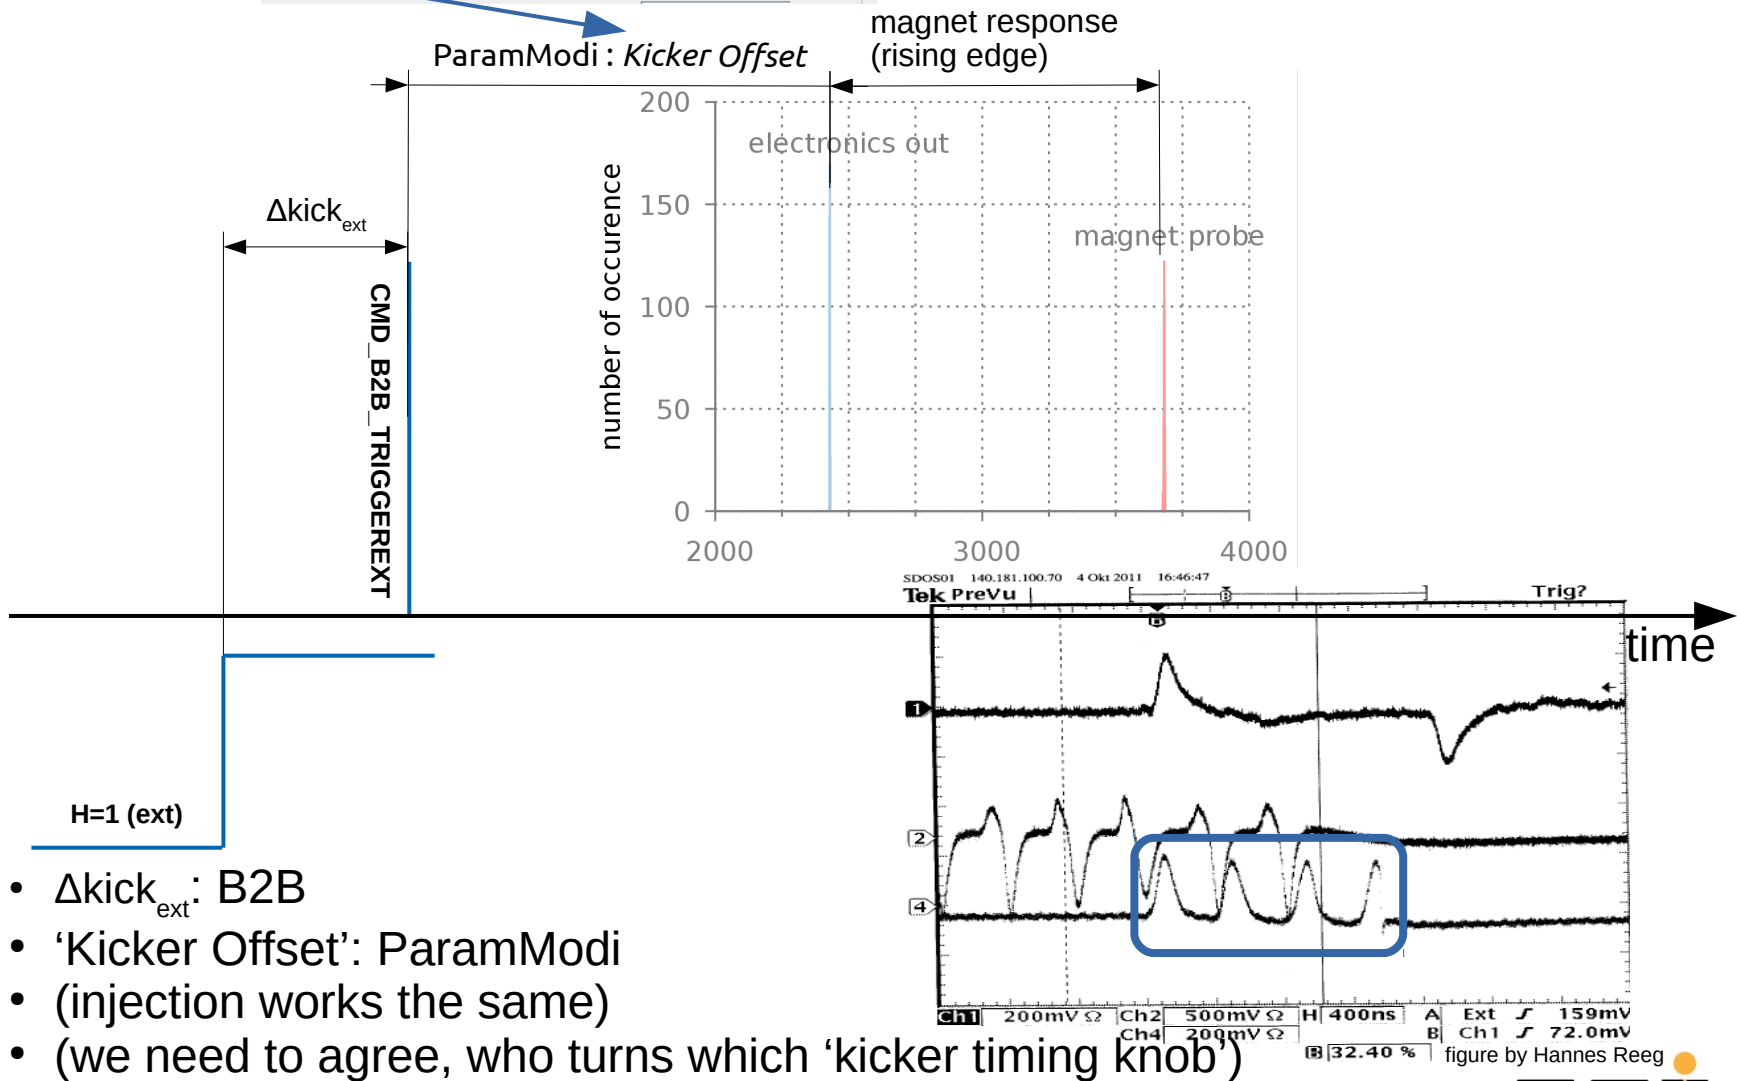 magnet response
(rising edge)
ParamModi : Kicker Offset
200
electronics out
150
Δkickext
magnet probe
number of occurence
100
CMD_B2B_TRIGGEREXT
50
0
2000 3000 4000
SDOS01 140.181.100.70 4 Okt 2011 16:46:47
Tek PreVu Trig?
B
B
time
1
H=1 (ext)
2
4
• Δkickext: B2B
• ‘Kicker Offset’: ParamModi
• (injection works the same)
Ch1 200mV Ω Ch2 500mV Ω H 400ns A Ext ʃ 159mV
Ch4 200mV Ω B Ch1 ʃ 72.0mV
• (we need to agree, who turns which ‘kicker timing knob’)
B 32.40 %
figure by Hannes Reeg